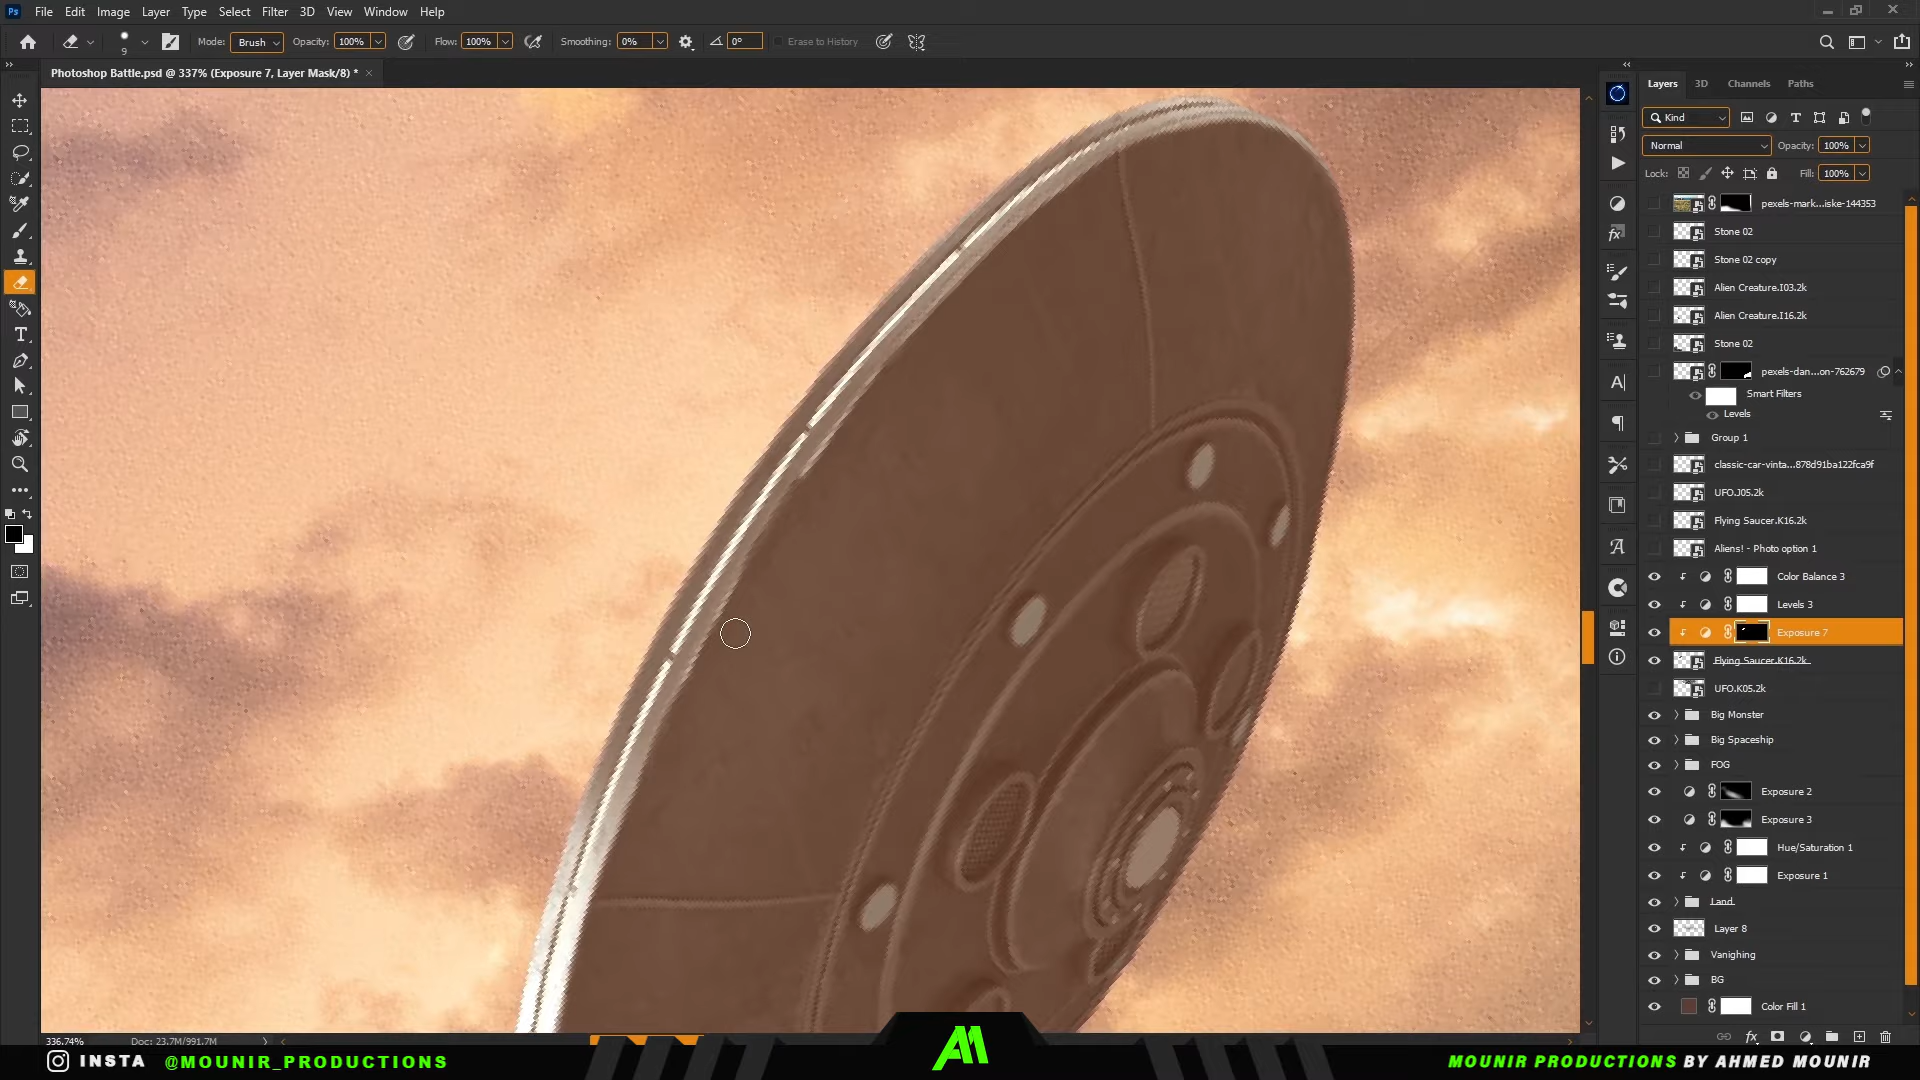 Ps File Edit Image Layer Type Select Filter 3D View Window Help
9 Mode: Brush Opacity: 100% Flow: 100% Smoothing: 0% 0° Erase to History
Photoshop Battle.psd @ 337% (Exposure 7, Layer Mask/8) *
Layers 3D Channels Paths
Kind
Normal Opacity: 100%
Lock: Fill: 100%
pexels-mark...iske-144353
Stone 02
Stone 02 copy
Alien Creature.I03.2k
Alien Creature.I16.2k
Stone 02
pexels-dan...on-762679
Smart Filters
Levels
Group 1
classic-car-vinta...878d91ba122fca9f
UFO.J05.2k
Flying Saucer.K16.2k
Aliens! - Photo option 1
Color Balance 3
Levels 3
Exposure 7
Flying Saucer.K16.2k
UFO.K05.2k
Big Monster
Big Spaceship
FOG
Exposure 2
Exposure 3
Hue/Saturation 1
Exposure 1
Land
Layer 8
Vanighing
BG
Color Fill 1
336.74% Doc: 23.7M/991.7M
INSTA @MOUNIR_PRODUCTIONS
AM
MOUNIR PRODUCTIONS BY AHMED MOUNIR